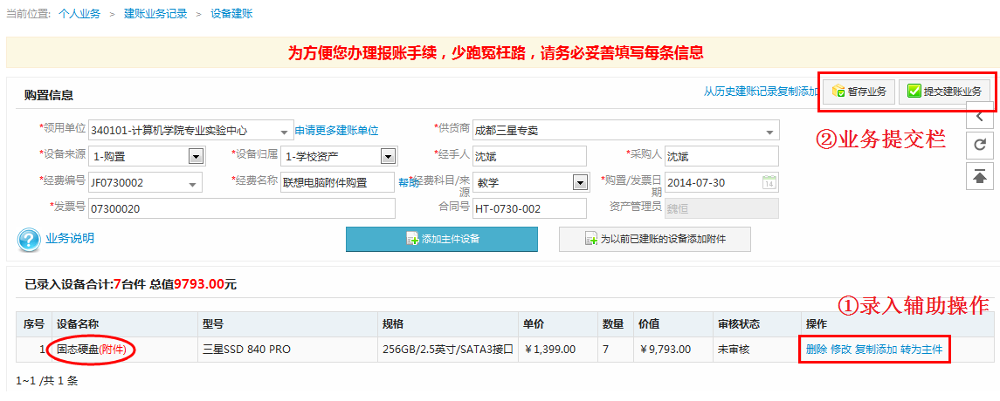 当前位置: 个人业务 > 建账业务记录 > 设备建账
为方便您办理报账手续，少跑冤枉路，请务必妥善填写每条信息
购置信息
从历史建账记录复制添加 暂存业务 提交建账业务
*领用单位 340101-计算机学院专业实验中心 申请更多建账单位 *供货商 成都三星专卖
②业务提交栏
*设备来源 1-购置 *设备归属 1-学校资产 *经手人 沈斌 *采购人 沈斌
*经费编号 JF0730002 *经费名称 联想电脑附件购置 帮助 *经费科目/来源 教学 *购置/发票日期 2014-07-30 14
*发票号 07300020 合同号 HT-0730-002 资产管理员 魏恒
业务说明 添加主件设备 为以前已建账的设备添加附件
已录入设备合计:7台件 总值9793.00元
①录入辅助操作
序号 设备名称 型号 规格 单价 数量 价值 审核状态 操作
1 固态硬盘(附件) 三星SSD 840 PRO 256GB/2.5英寸/SATA3接口 ￥1,399.00 7 ￥9,793.00 未审核 删除 修改 复制添加 转为主件
1~1 /共 1 条